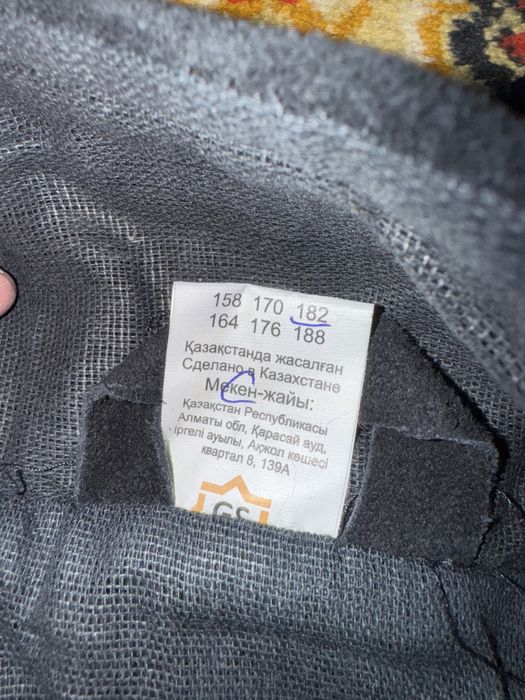 158 170 182
164 176 188
Қазақстанда жасалған
Сделано в Казахстане
Мекен-жайы:
Қазақстан Республикасы
Алматы обл, Қарасай ауд,
Іргелі ауылы, Ақжол көшесі
квартал 8, 139А
GS